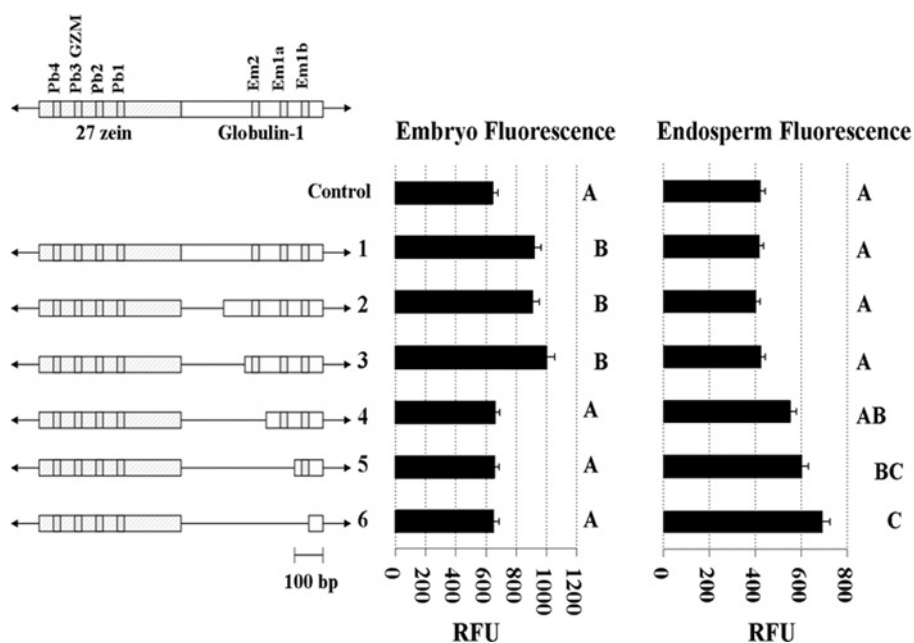 Pb4
Pb3 GZM
Pb2
Pb1
Em2
Em1a
Em1b
27 zein
Globulin-1
Embryo Fluorescence
Endosperm Fluorescence
Control
A
A
1
B
A
2
B
A
3
B
A
4
A
AB
5
A
BC
6
A
C
100 bp
0
200
400
600
800
1000
1200
RFU
0
200
400
600
800
RFU